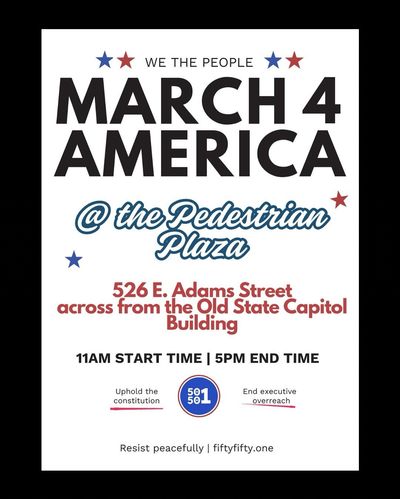 WE THE PEOPLE
MARCH 4
AMERICA
@ the Pedestrian
Plaza
526 E. Adams Street
across from the Old State Capitol
Building
11AM START TIME | 5PM END TIME
Uphold the
constitution
50
50
1
End executive
overreach
Resist peacefully | fiftyfifty.one